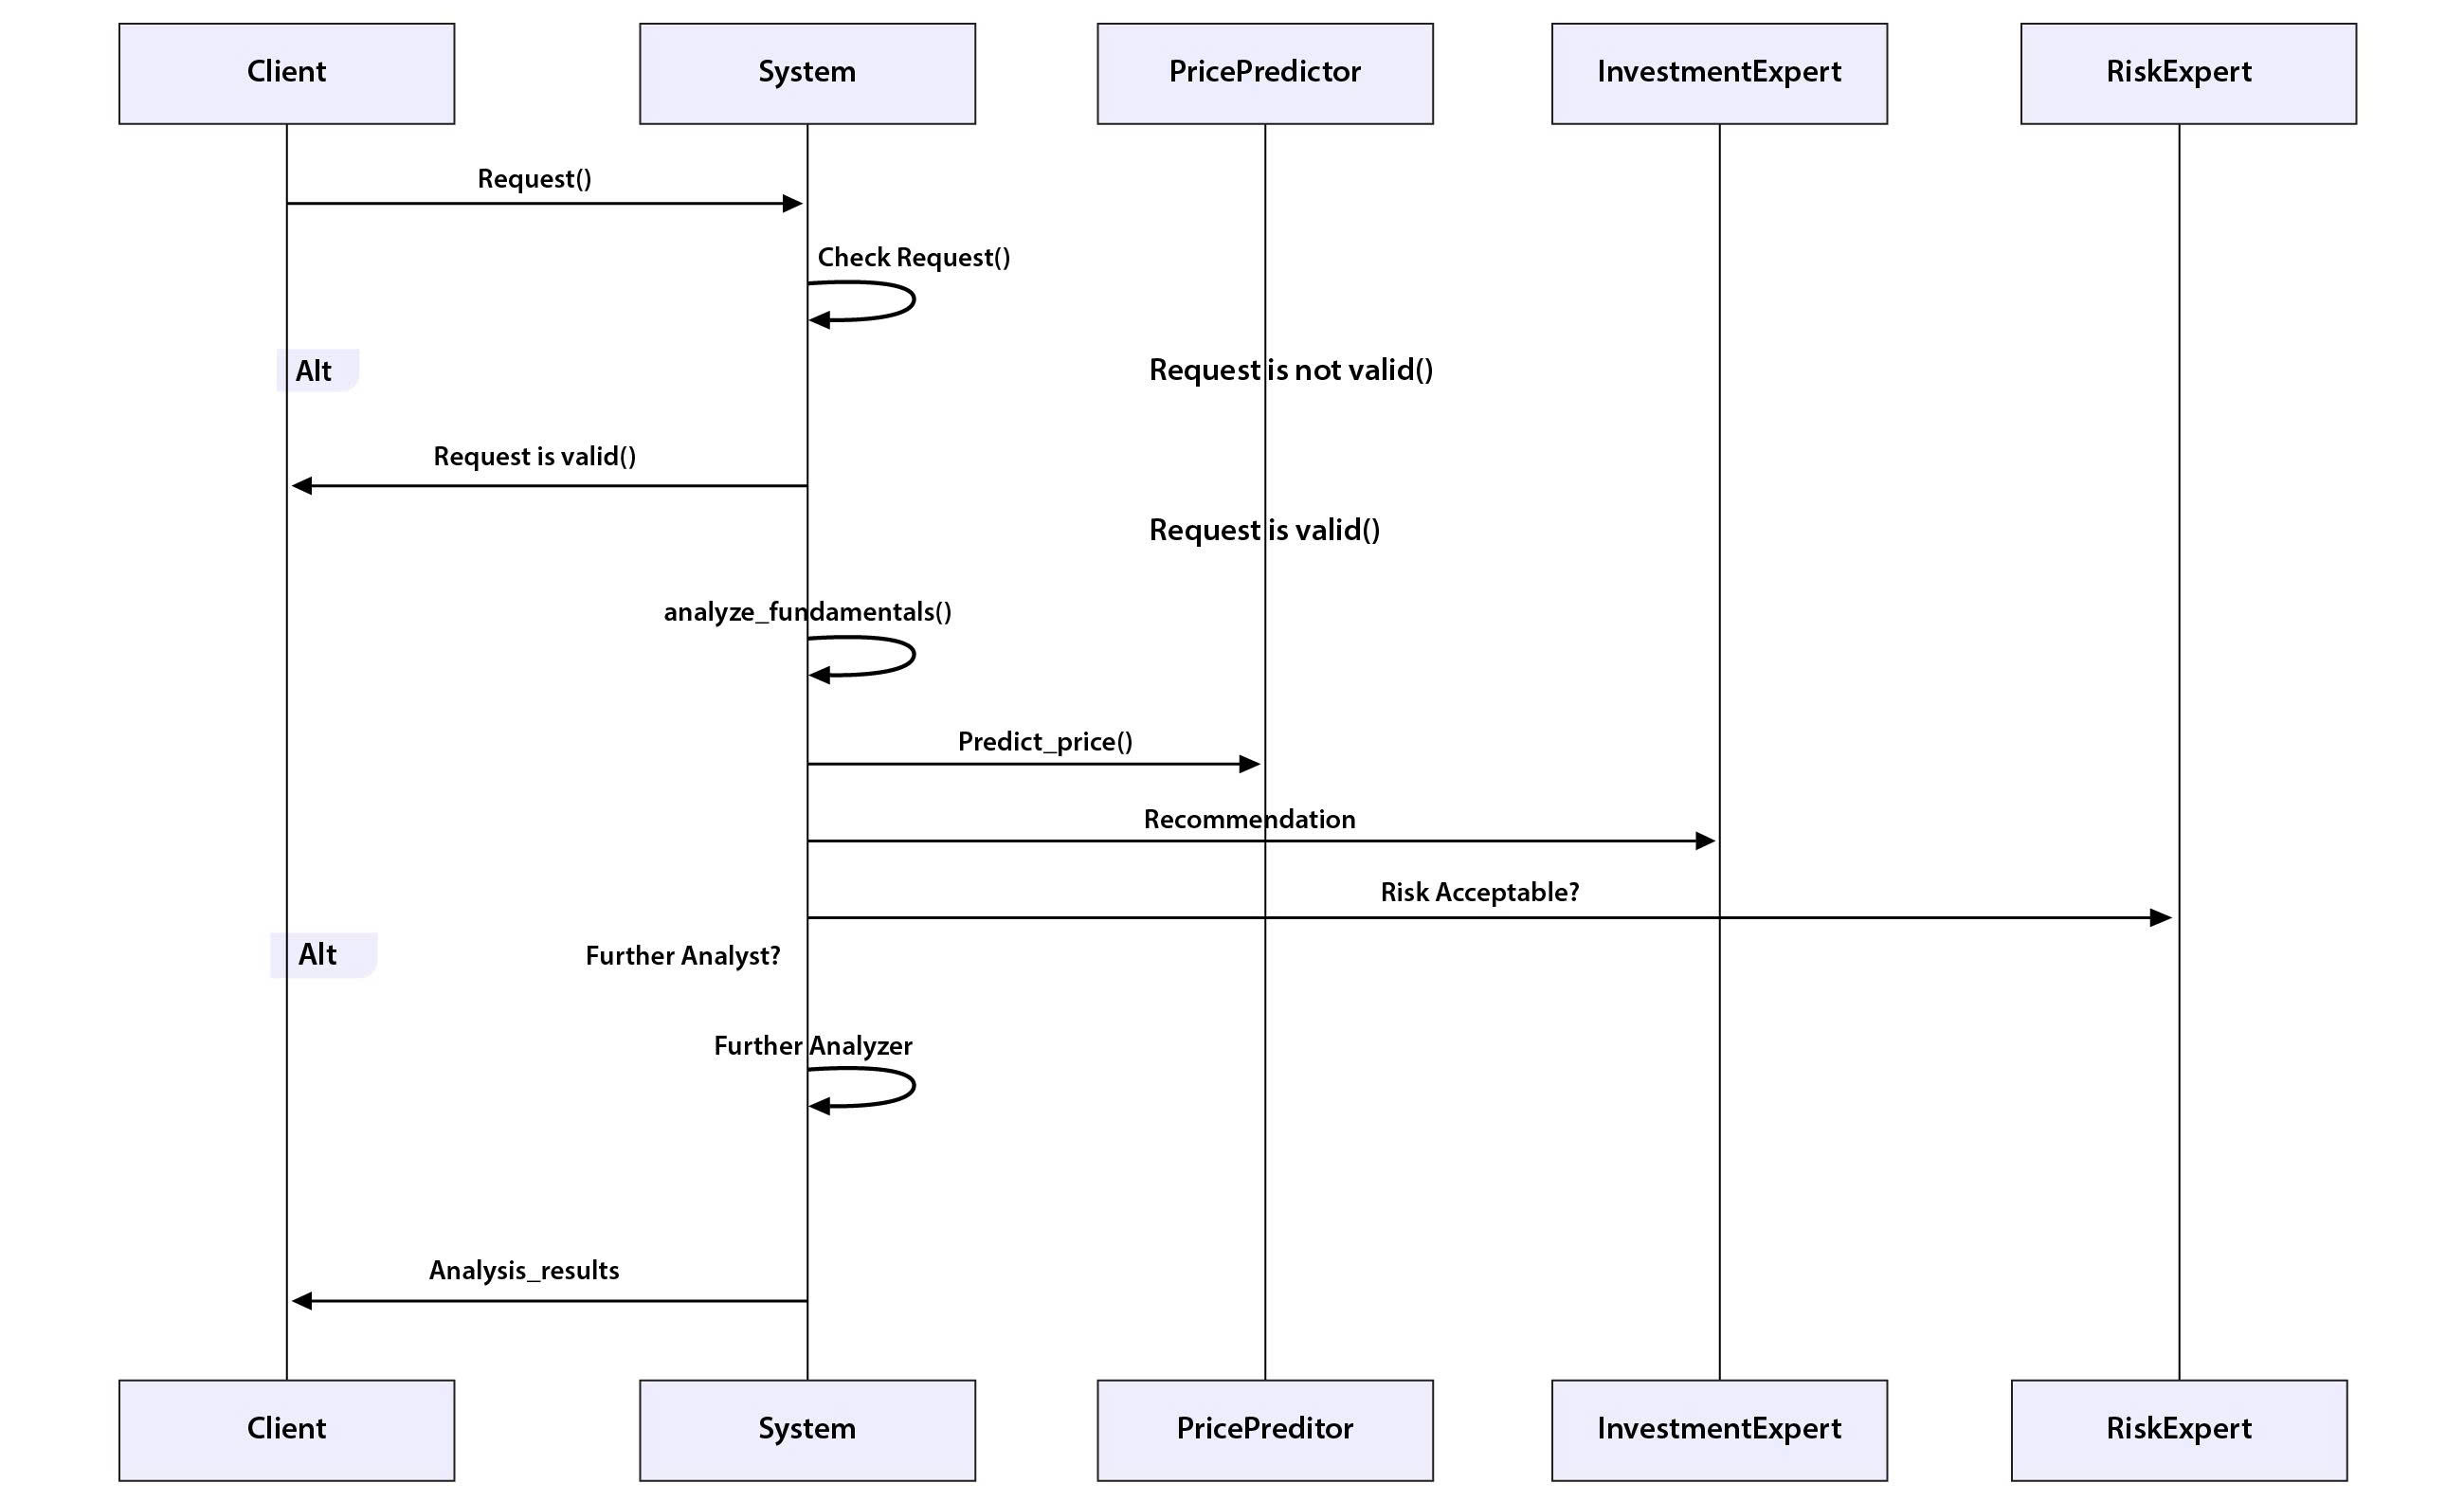 Client
System
PricePredictor
InvestmentExpert
RiskExpert
Request()
Check Request()
Alt
Request is not valid()
Request is valid()
Request is valid()
analyze_fundamentals()
Predict_price()
Recommendation
Risk Acceptable?
Alt
Further Analyst?
Further Analyzer
Analysis_results
Client
System
PricePreditor
InvestmentExpert
RiskExpert